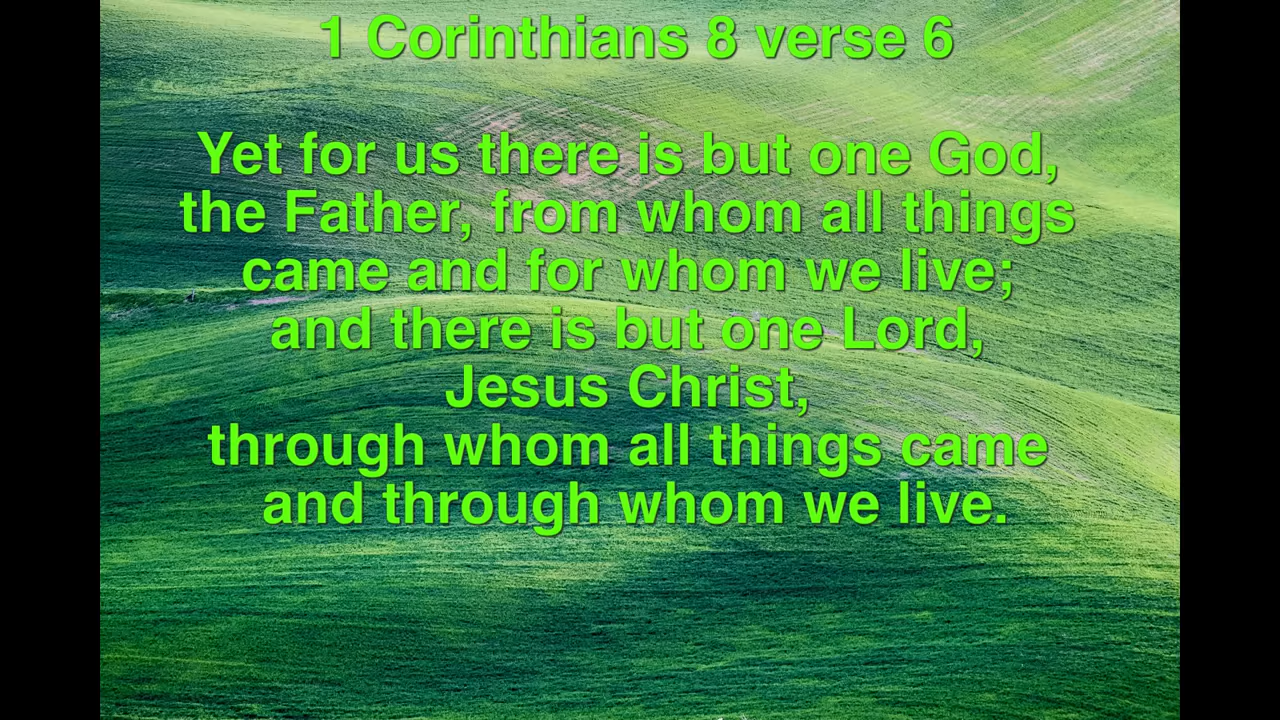 1 Corinthians 8 verse 6
Yet for us there is but one God,
the Father, from whom all things
came and for whom we live;
and there is but one Lord,
Jesus Christ,
through whom all things came
and through whom we live.